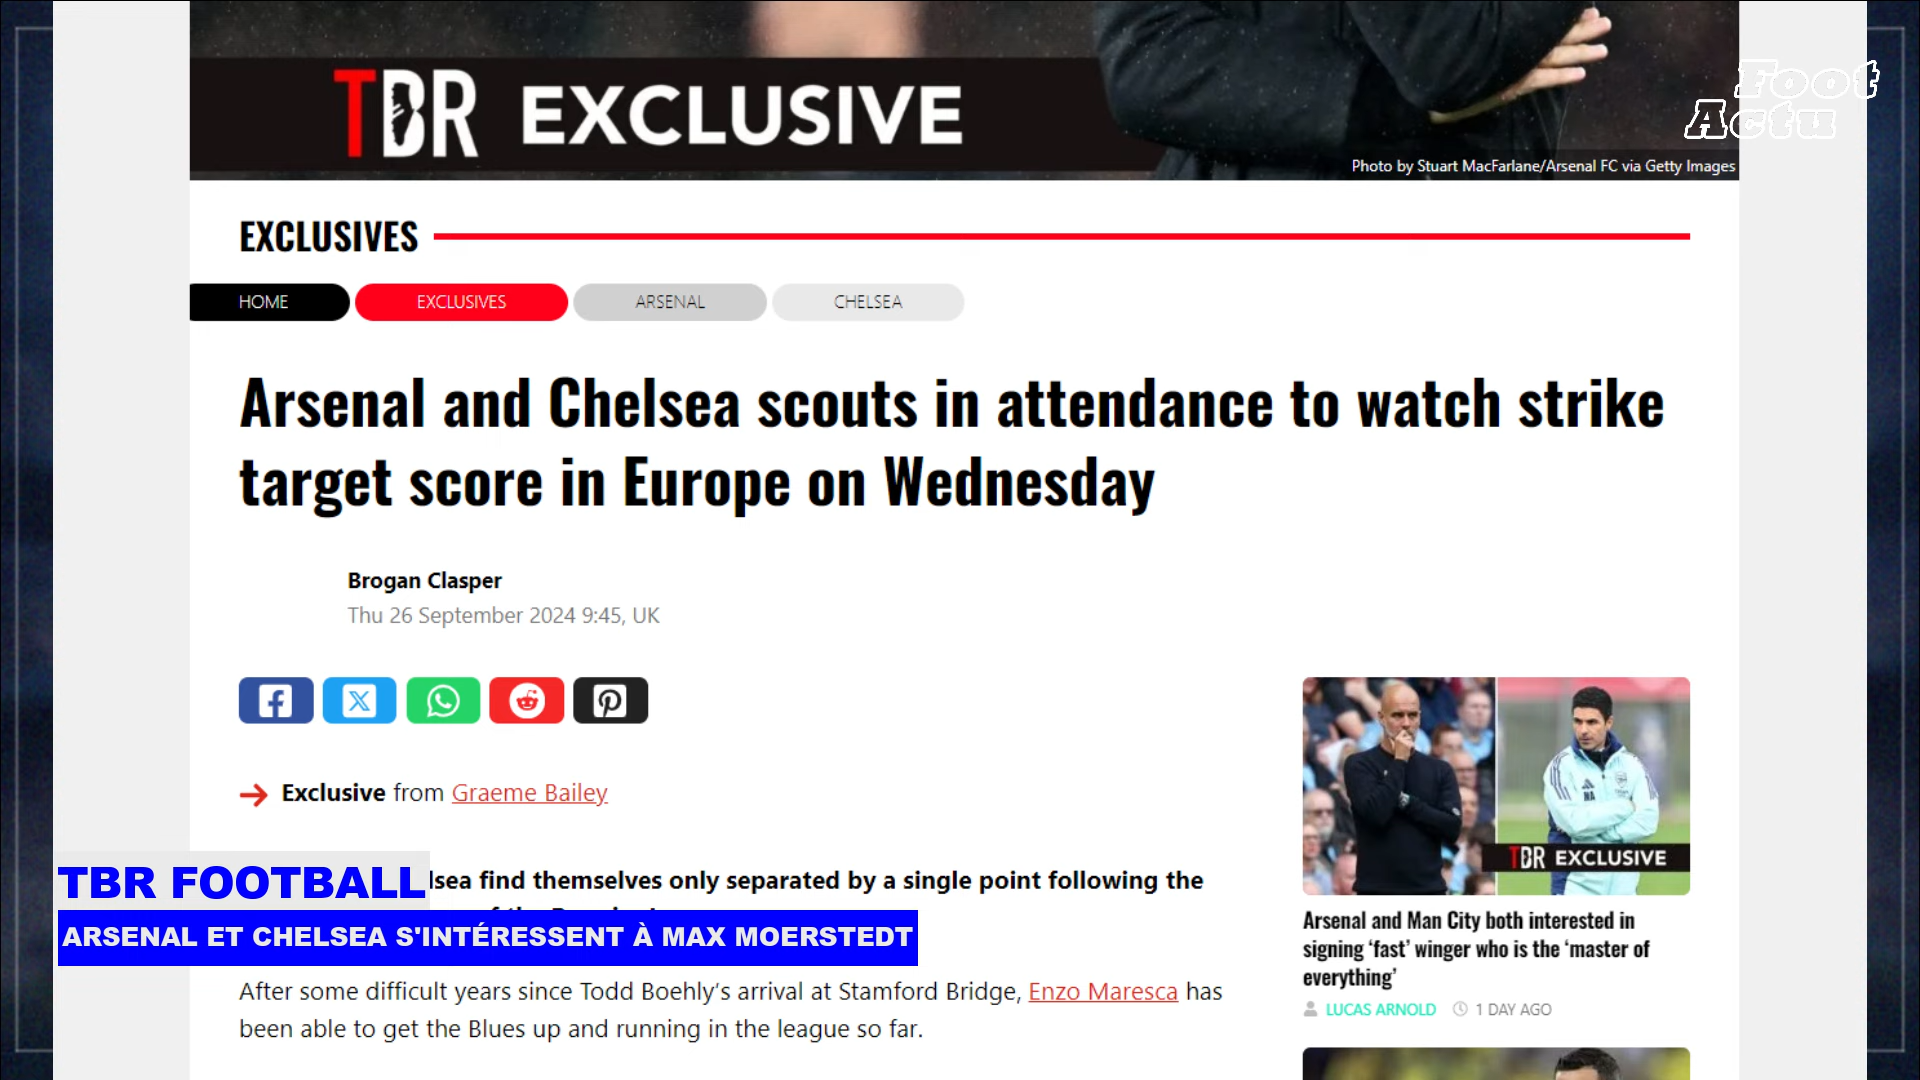 TBR EXCLUSIVE
Foot
Actu
Photo by Stuart MacFarlane/Arsenal FC via Getty Images
EXCLUSIVES
HOME
EXCLUSIVES
ARSENAL
CHELSEA
Arsenal and Chelsea scouts in attendance to watch strike
target score in Europe on Wednesday
Brogan Clasper
Thu 26 September 2024 9:45, UK
Exclusive from Graeme Bailey
lsea find themselves only separated by a single point following the
TBR FOOTBALL
ARSENAL ET CHELSEA S'INTÉRESSENT À MAX MOERSTEDT
After some difficult years since Todd Boehly’s arrival at Stamford Bridge, Enzo Maresca has
been able to get the Blues up and running in the league so far.
TBR EXCLUSIVE
Arsenal and Man City both interested in
signing ‘fast’ winger who is the ‘master of
everything’
LUCAS ARNOLD 1 DAY AGO